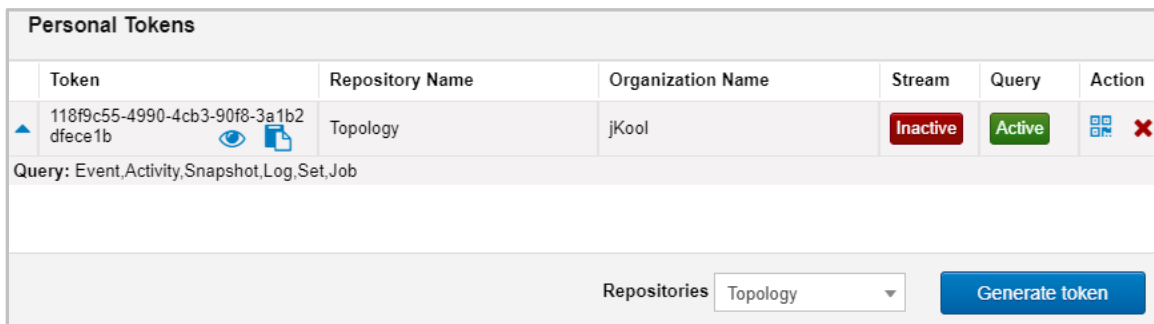 Personal Tokens
Token Repository Name Organization Name Stream Query Action
118f9c55-4990-4cb3-90f8-3a1b2
dfece1b Topology jKool Inactive Active
Query: Event,Activity,Snapshot,Log,Set,Job
Repositories Topology Generate token